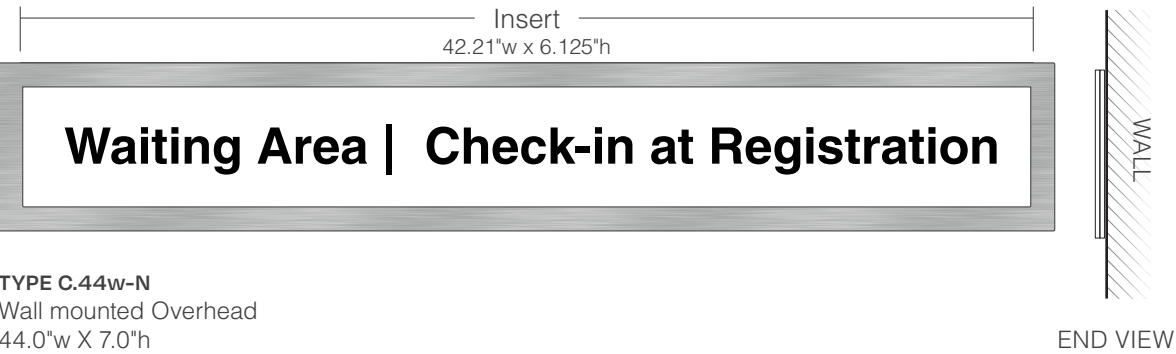 Insert
42.21"w x 6.125"h
Waiting Area | Check-in at Registration
WALL
TYPE C.44w-N
Wall mounted Overhead
44.0"w X 7.0"h
END VIEW